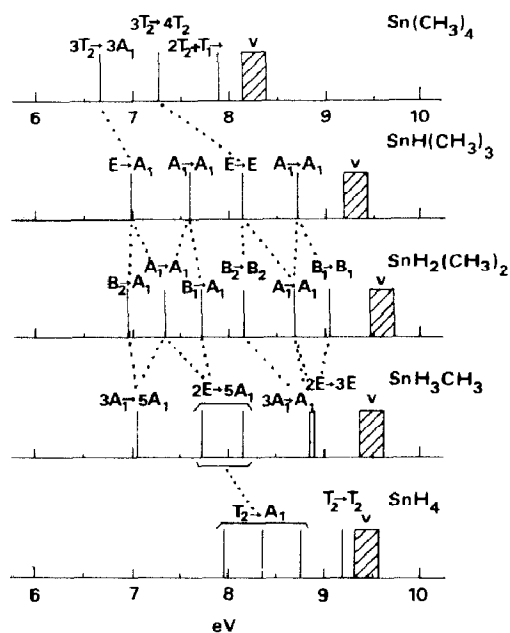 Sn(CH3)4
3T2→4T2
3T2→3A1 2T2+T1→ v
6 7 8 9 10
SnH(CH3)3
E→A1 A1→A1 E→E A1→A1 v
SnH2(CH3)2
A1→A1 B2→B2 B1→B1
B2→A1 B1→A1 A1→A1 v
SnH3CH3
2E→3E
3A1→5A1 2E→5A1 3A1→A1 v
SnH4
T2→A1 T2→T2 v
6 7 8 9 10
eV